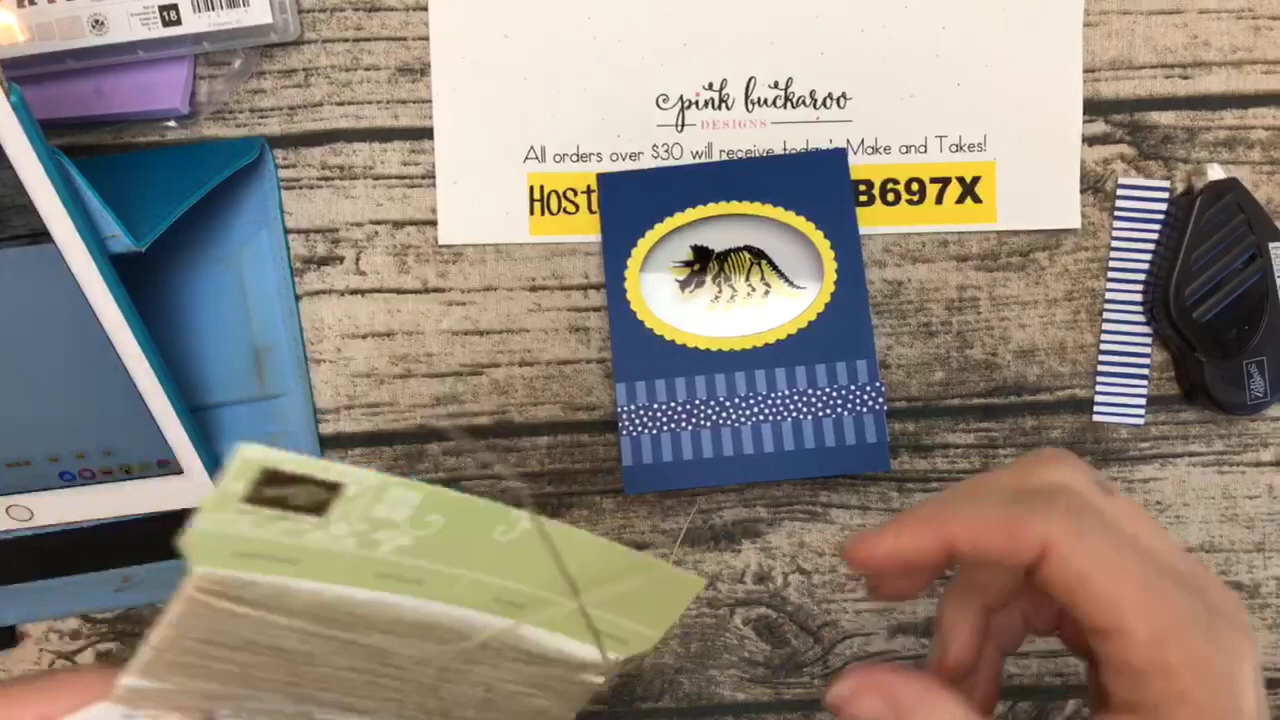 18
pink buckaroo
DESIGNS
All orders over $30 will receive today's Make and Takes!
Host B697X